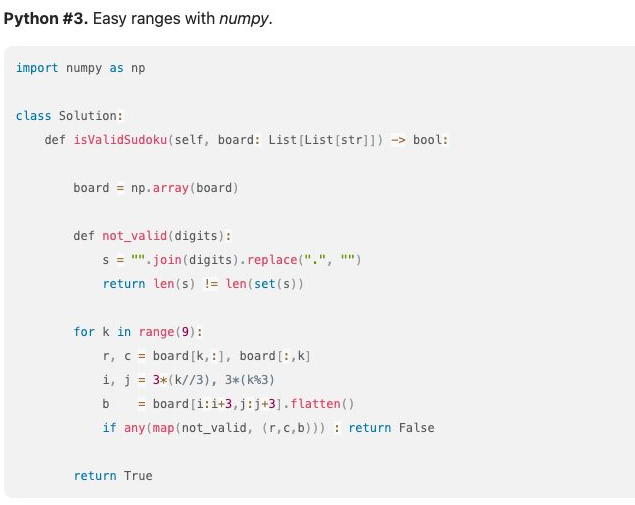 Python #3. Easy ranges with numpy.
import numpy as np
class Solution:
    def isValidSudoku(self, board: List[List[str]]) -> bool:
        board = np.array(board)
        def not_valid(digits):
            s = "".join(digits).replace(".", "")
            return len(s) != len(set(s))
        for k in range(9):
            r, c = board[k,:], board[:,k]
            i, j = 3*(k//3), 3*(k%3)
            b    = board[i:i+3,j:j+3].flatten()
            if any(map(not_valid, (r,c,b))) : return False
        return True